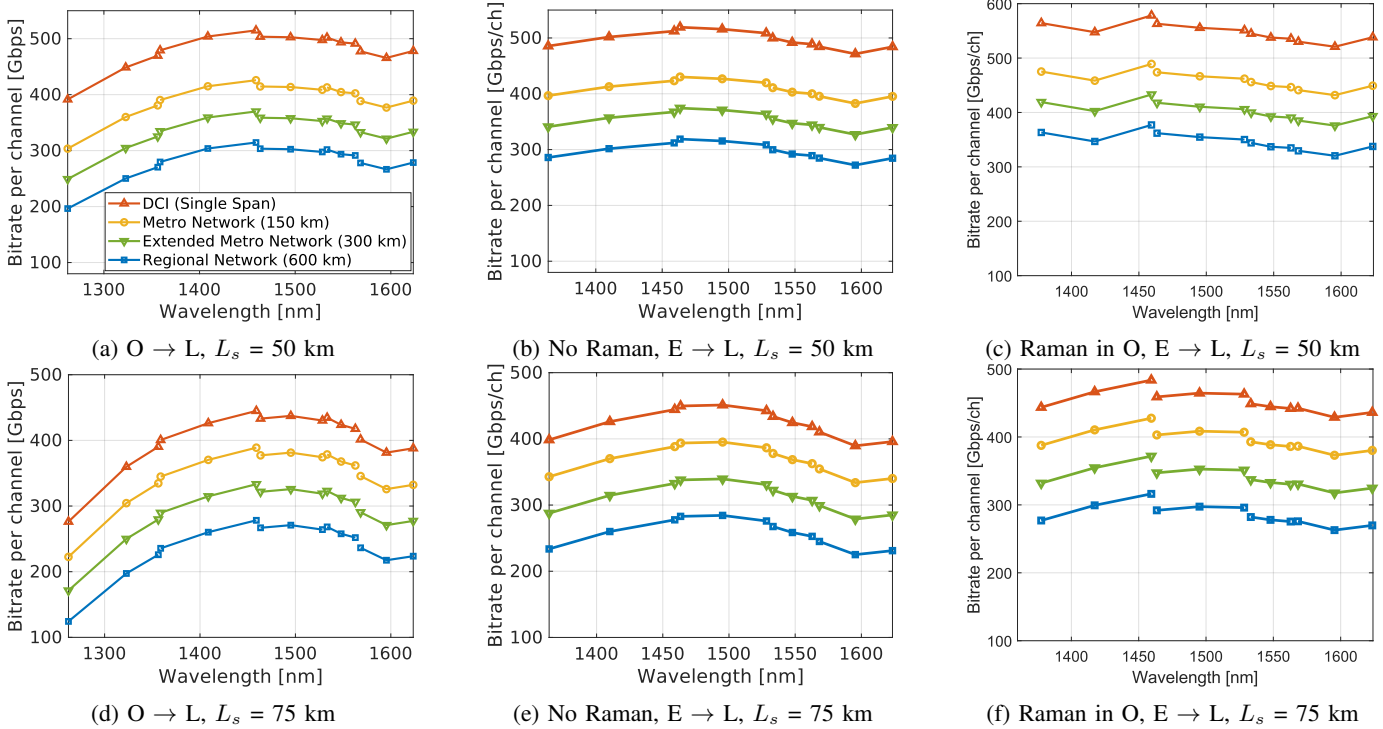 500
400
300
200
100
Bitrate per channel [Gbps]
DCI (Single Span)
Metro Network (150 km)
Extended Metro Network (300 km)
Regional Network (600 km)
1300 1400 1500 1600
Wavelength [nm]
(a) O → L, Lₛ = 50 km
500
400
300
200
100
Bitrate per channel [Gbps/ch]
1400 1450 1500 1550 1600
Wavelength [nm]
(b) No Raman, E → L, Lₛ = 50 km
600
500
400
300
100
Bitrate per channel [Gbps/ch]
1400 1450 1500 1550 1600
Wavelength [nm]
(c) Raman in O, E → L, Lₛ = 50 km
500
400
300
200
100
Bitrate per channel [Gbps]
1300 1400 1500 1600
Wavelength [nm]
(d) O → L, Lₛ = 75 km
500
400
300
200
100
Bitrate per channel [Gbps/ch]
1400 1450 1500 1550 1600
Wavelength [nm]
(e) No Raman, E → L, Lₛ = 75 km
500
400
300
200
100
Bitrate per channel [Gbps/ch]
1400 1450 1500 1550 1600
Wavelength [nm]
(f) Raman in O, E → L, Lₛ = 75 km